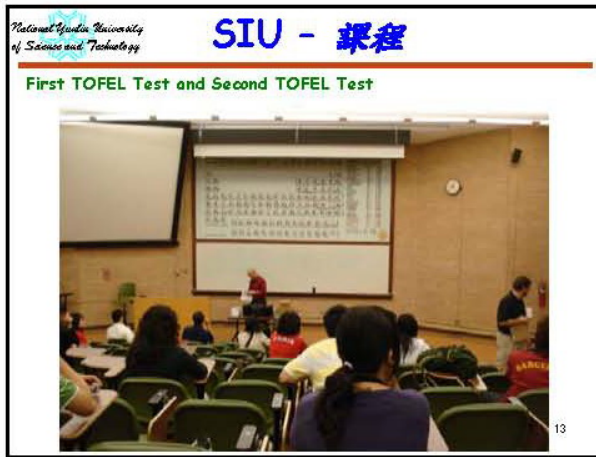 National Yunlin University
of Science and Technology
SIU - 課程
First TOFEL Test and Second TOFEL Test
13